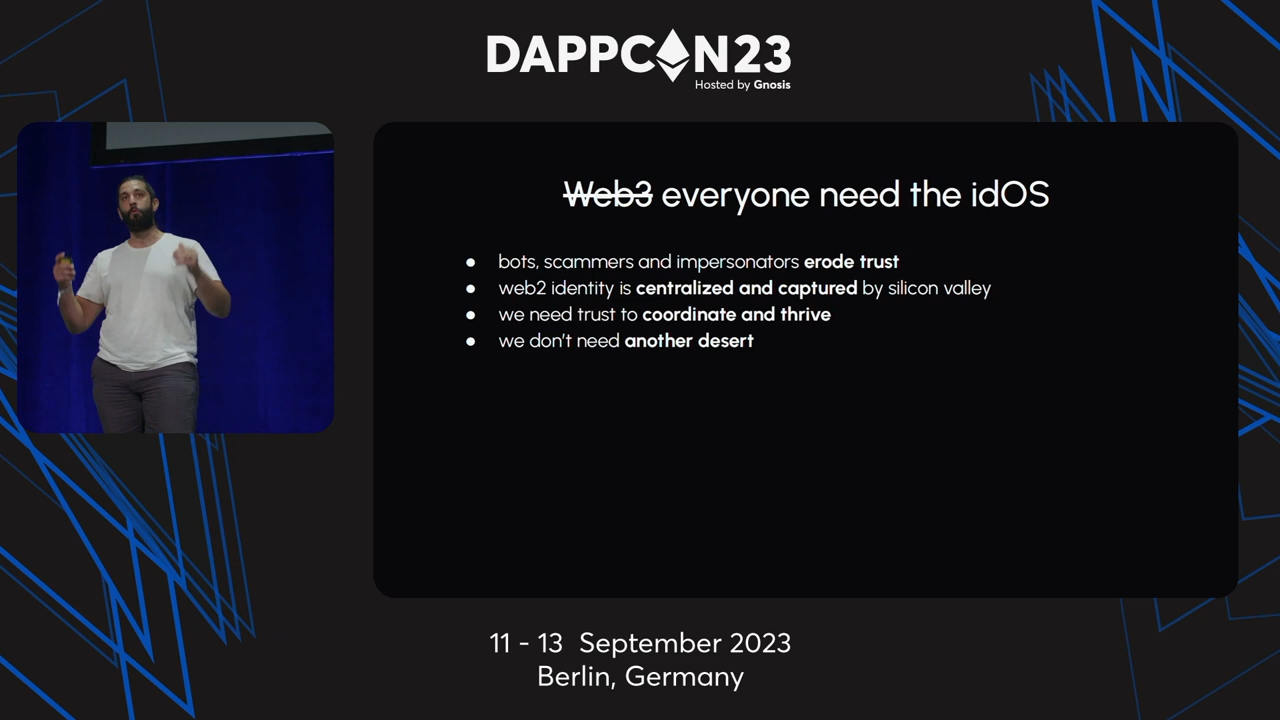 DAPPCON23
Hosted by Gnosis
Web3 everyone need the idOS
● bots, scammers and impersonators erode trust
● web2 identity is centralized and captured by silicon valley
● we need trust to coordinate and thrive
● we don't need another desert
11 - 13 September 2023
Berlin, Germany